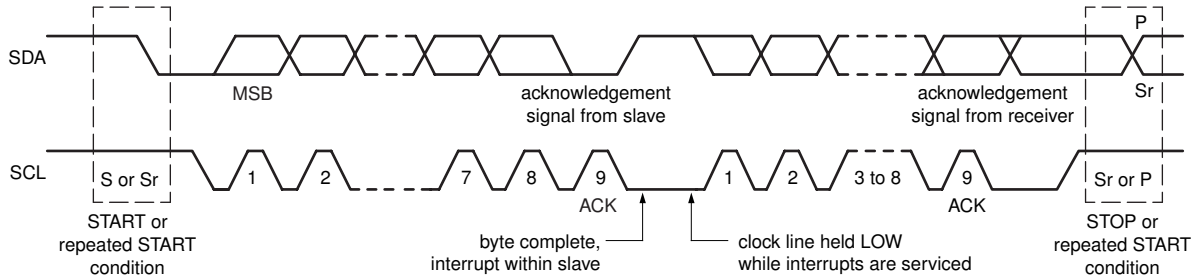 P
SDA
MSB
acknowledgement
signal from slave
acknowledgement
signal from receiver
Sr
SCL
S or Sr
1
2
7
8
9
1
2
3 to 8
9
Sr or P
ACK
ACK
START or
repeated START
condition
byte complete,
interrupt within slave
clock line held LOW
while interrupts are serviced
STOP or
repeated START
condition